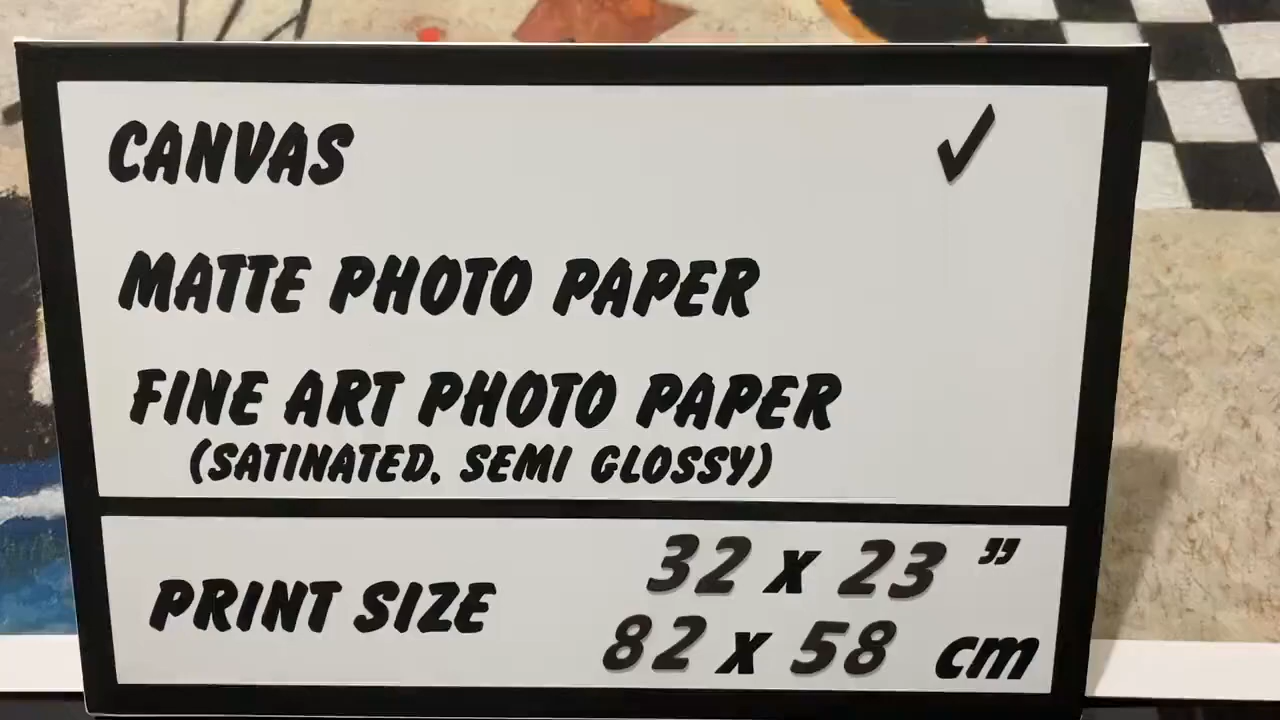 CANVAS ✓
MATTE PHOTO PAPER
FINE ART PHOTO PAPER
(SATINATED, SEMI GLOSSY)
PRINT SIZE
32 x 23 "
82 x 58 cm